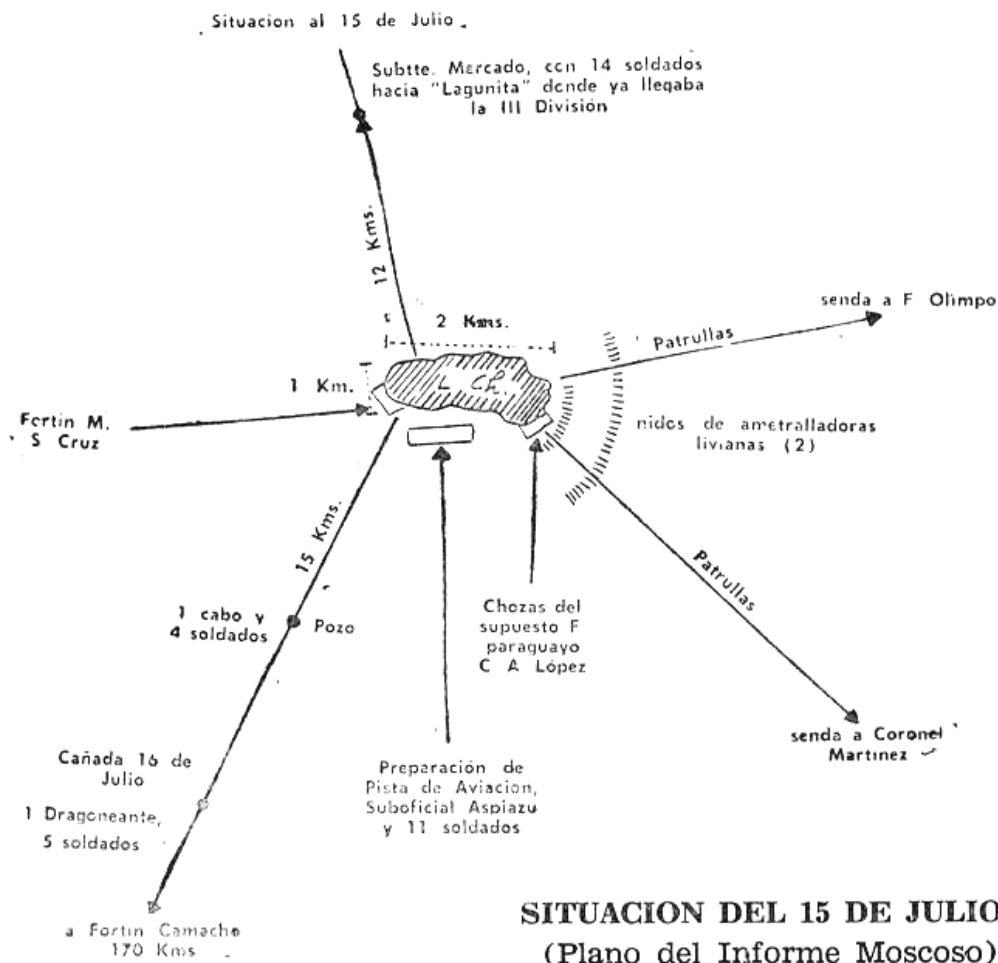 Situacion al 15 de Julio.
Subtte. Mercado, con 14 soldados
hacia "Lagunita" donde ya llegaba
la III División
12 Kms.
2 Kms.
senda a F Olimpo
Patrullas
1 Km.
L Ch.
Fortin M.
S Cruz
nidos de ametralladoras
livianas (2)
15 Kms.
Patrullas
1 cabo y
4 soldados
Pozo
Chozas del
supuesto F
paraguayo
C A López
senda a Coronel
Martinez
Cañada 16 de
Julio
1 Dragoneante,
5 soldados
Preparación de
Pista de Aviacion,
Suboficial Aspiazu
y 11 soldados
a Fortin Camacho
170 Kms
SITUACION DEL 15 DE JULIO
(Plano del Informe Moscoso)